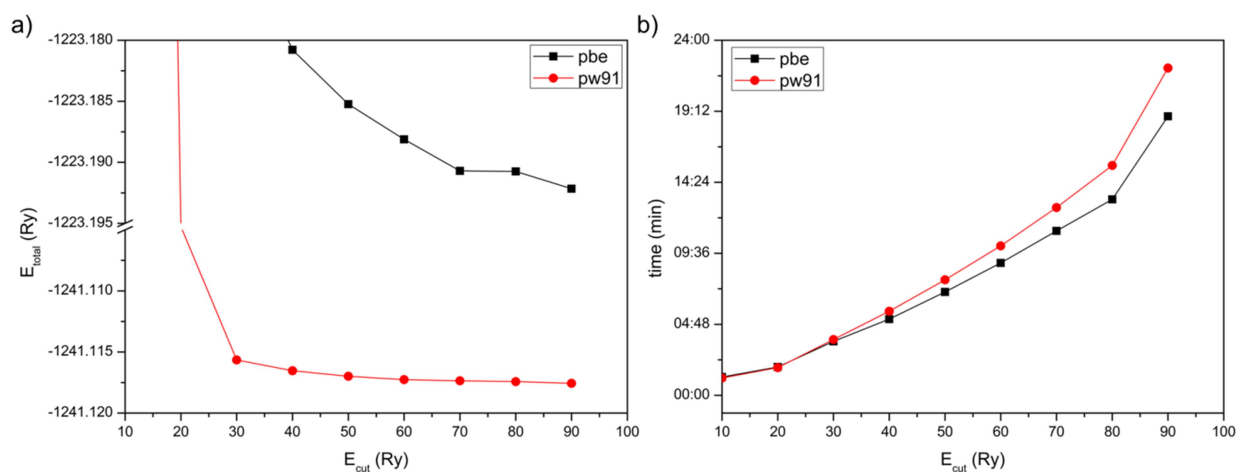 a)
-1223.180
-1223.185
-1223.190
-1223.195
-1241.110
-1241.115
-1241.120
E_total (Ry)
pbe
pw91
10 20 30 40 50 60 70 80 90 100
E_cut (Ry)
b)
24:00
19:12
14:24
09:36
04:48
00:00
time (min)
pbe
pw91
10 20 30 40 50 60 70 80 90 100
E_cut (Ry)